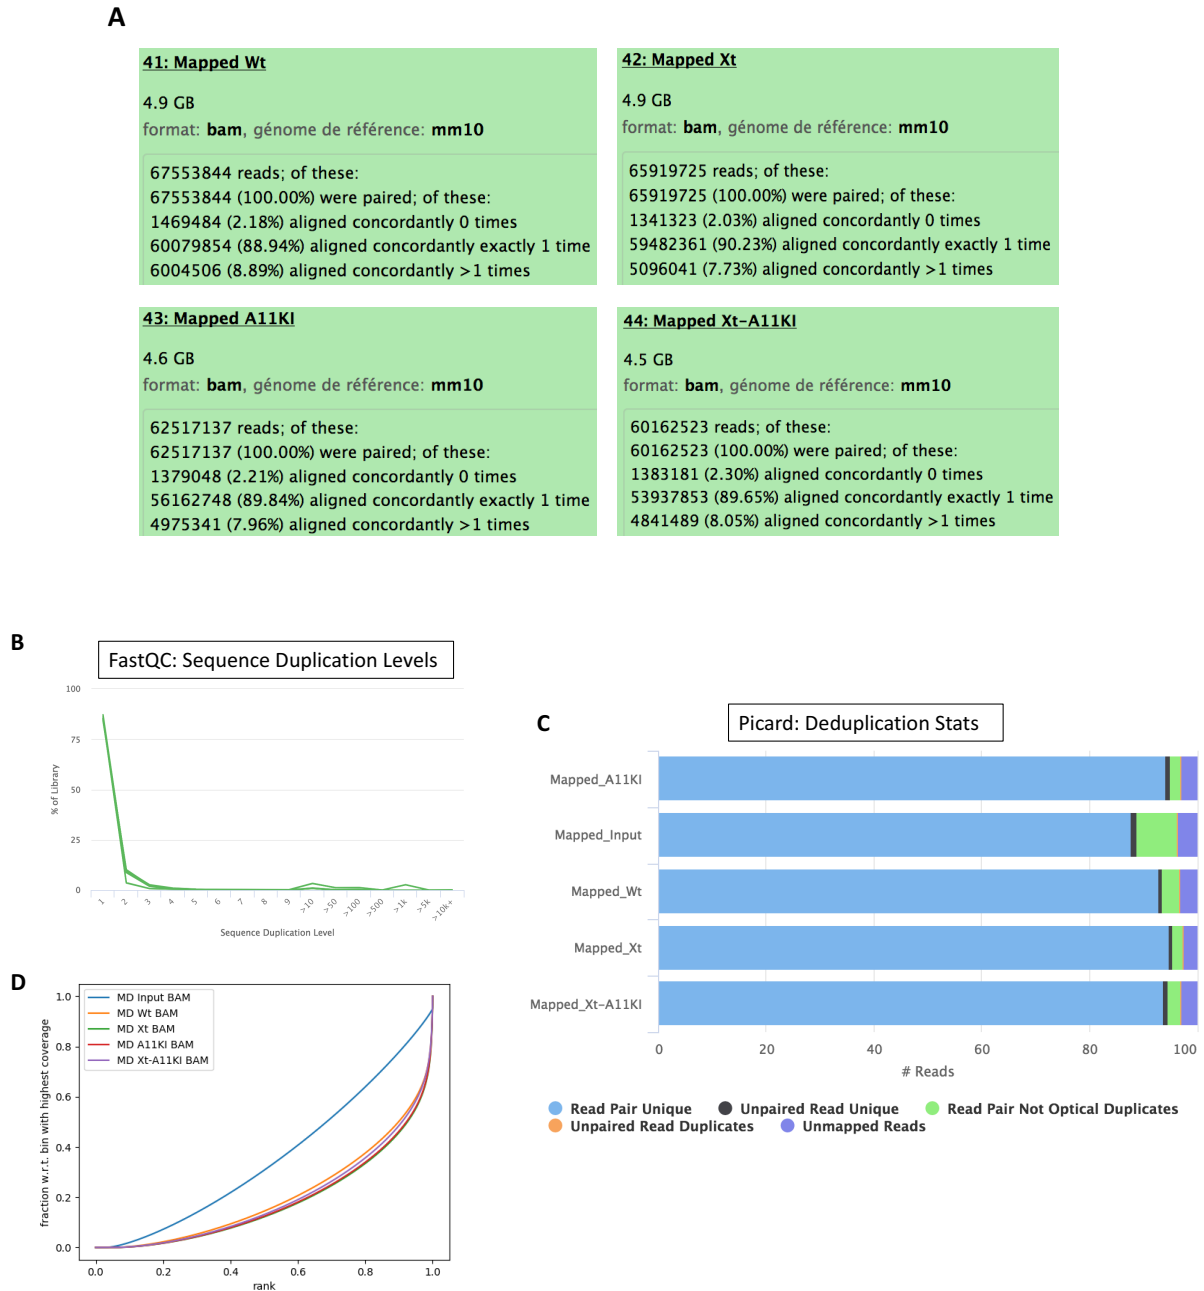 A
41: Mapped Wt
4.9 GB
format: bam, génome de référence: mm10
67553844 reads; of these:
67553844 (100.00%) were paired; of these:
1469484 (2.18%) aligned concordantly 0 times
60079854 (88.94%) aligned concordantly exactly 1 time
6004506 (8.89%) aligned concordantly >1 times
42: Mapped Xt
4.9 GB
format: bam, génome de référence: mm10
65919725 reads; of these:
65919725 (100.00%) were paired; of these:
1341323 (2.03%) aligned concordantly 0 times
59482361 (90.23%) aligned concordantly exactly 1 time
5096041 (7.73%) aligned concordantly >1 times
43: Mapped A11KI
4.6 GB
format: bam, génome de référence: mm10
62517137 reads; of these:
62517137 (100.00%) were paired; of these:
1379048 (2.21%) aligned concordantly 0 times
56162748 (89.84%) aligned concordantly exactly 1 time
4975341 (7.96%) aligned concordantly >1 times
44: Mapped Xt-A11KI
4.5 GB
format: bam, génome de référence: mm10
60162523 reads; of these:
60162523 (100.00%) were paired; of these:
1383181 (2.30%) aligned concordantly 0 times
53937853 (89.65%) aligned concordantly exactly 1 time
4841489 (8.05%) aligned concordantly >1 times
B
FastQC: Sequence Duplication Levels
% of Library
100
75
50
25
0
1 2 3 4 5 6 7 8 9 >10 >50 >100 >500 >1k >5k >10k+
Sequence Duplication Level
C
Picard: Deduplication Stats
Mapped_A11KI
Mapped_Input
Mapped_Wt
Mapped_Xt
Mapped_Xt-A11KI
0 20 40 60 80 100
# Reads
Read Pair Unique
Unpaired Read Unique
Read Pair Not Optical Duplicates
Unpaired Read Duplicates
Unmapped Reads
D
MD Input BAM
MD Wt BAM
MD Xt BAM
MD A11KI BAM
MD Xt-A11KI BAM
fraction w.r.t. bin with highest coverage
1.0
0.8
0.6
0.4
0.2
0.0
0.0 0.2 0.4 0.6 0.8 1.0
rank